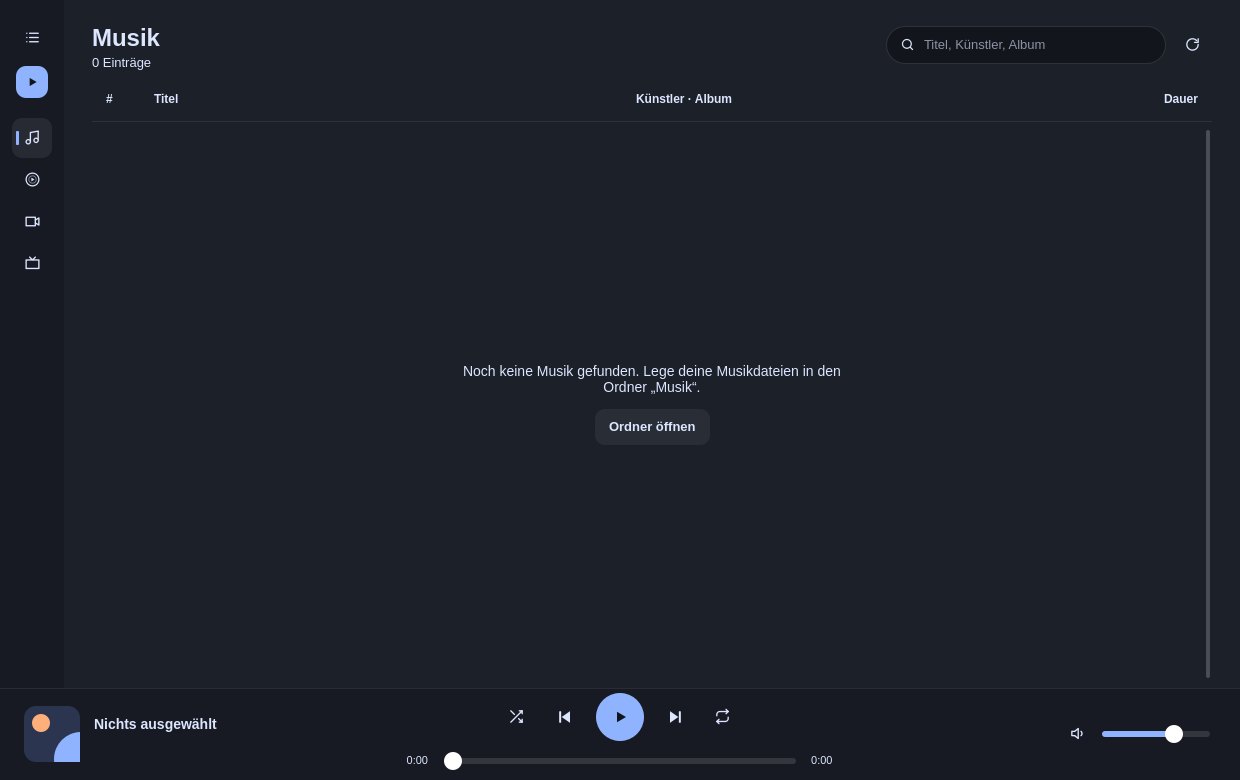 Musik
0 Einträge
Titel, Künstler, Album
# Titel Künstler · Album Dauer
Noch keine Musik gefunden. Lege deine Musikdateien in den
Ordner „Musik“.
Ordner öffnen
Nichts ausgewählt
0:00 0:00